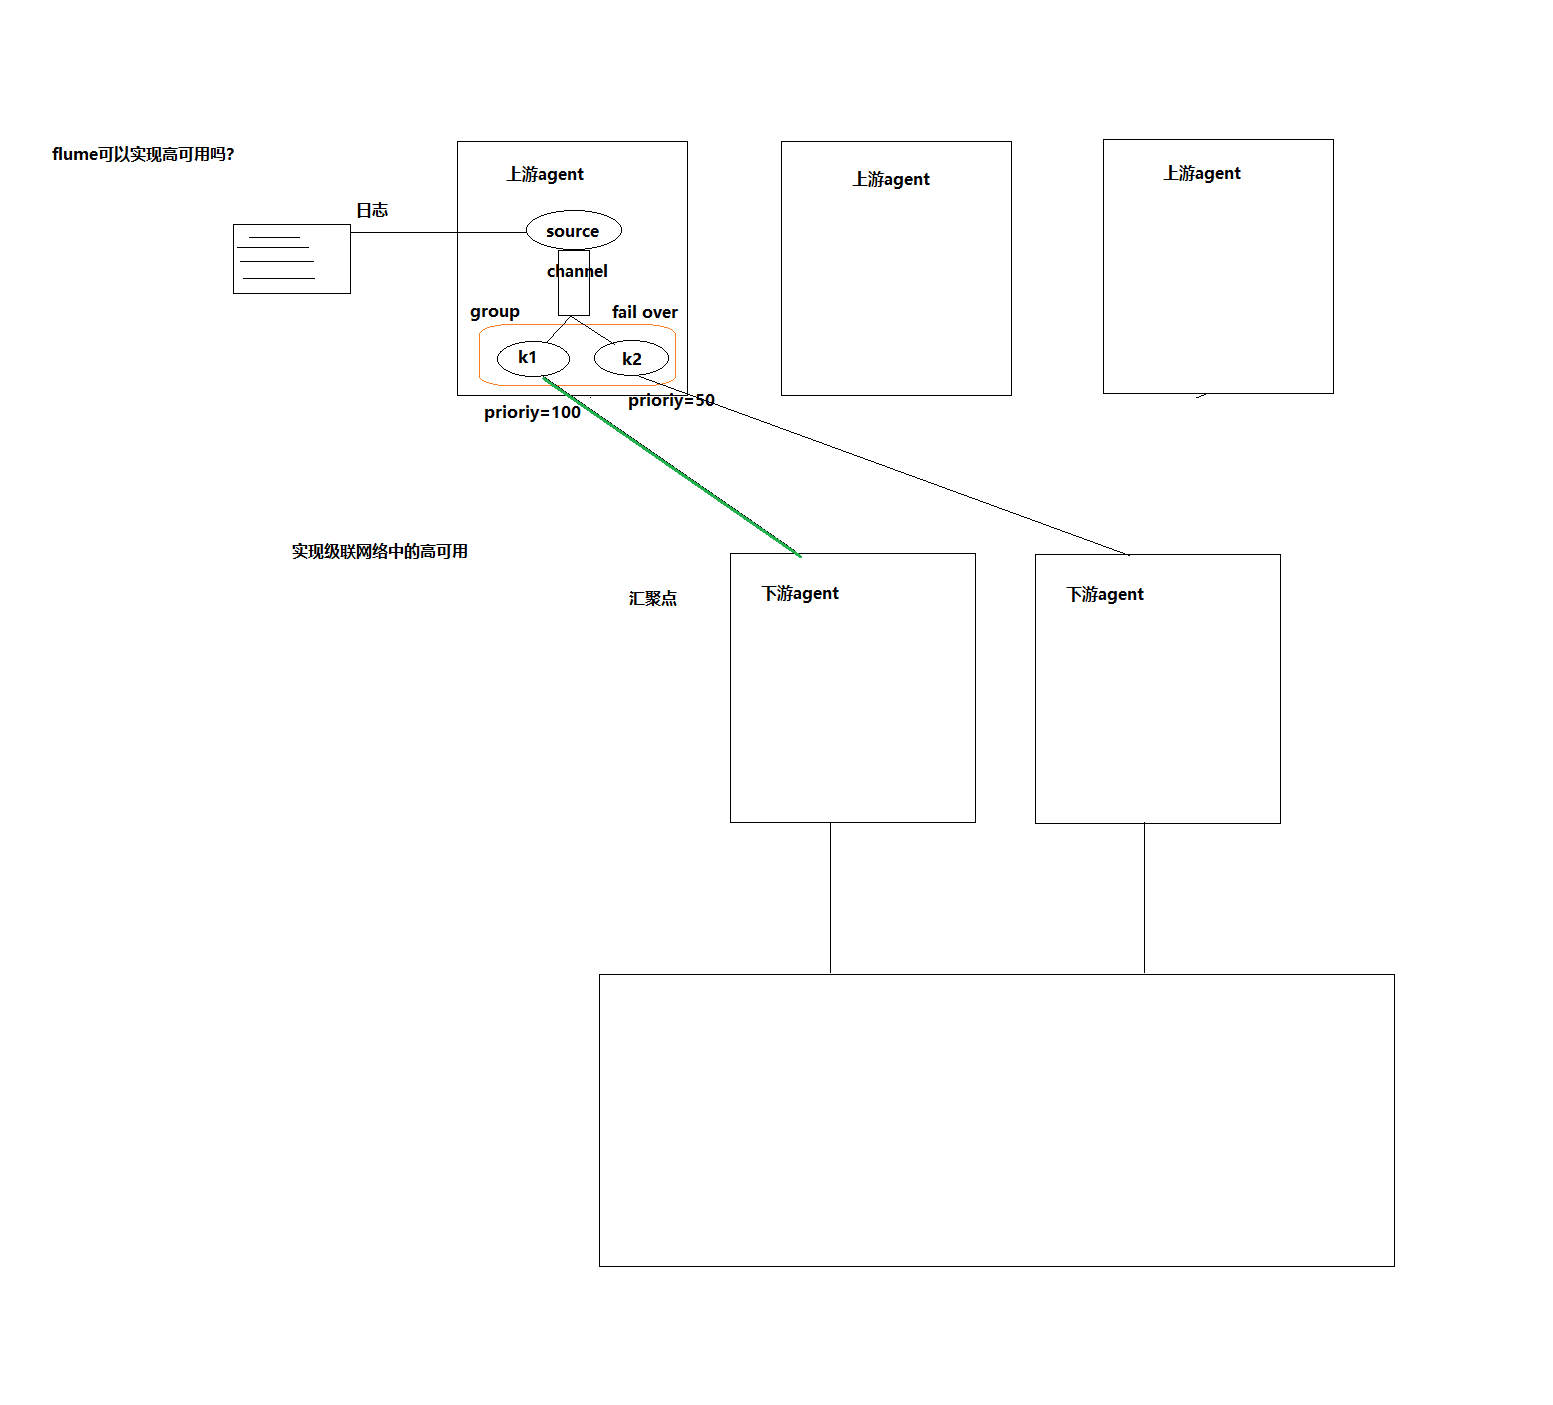 flume可以实现高可用吗?
上游agent
上游agent
上游agent
日志
source
channel
group
fail over
k1
k2
prioriy=100
prioriy=50
实现级联网络中的高可用
汇聚点
下游agent
下游agent